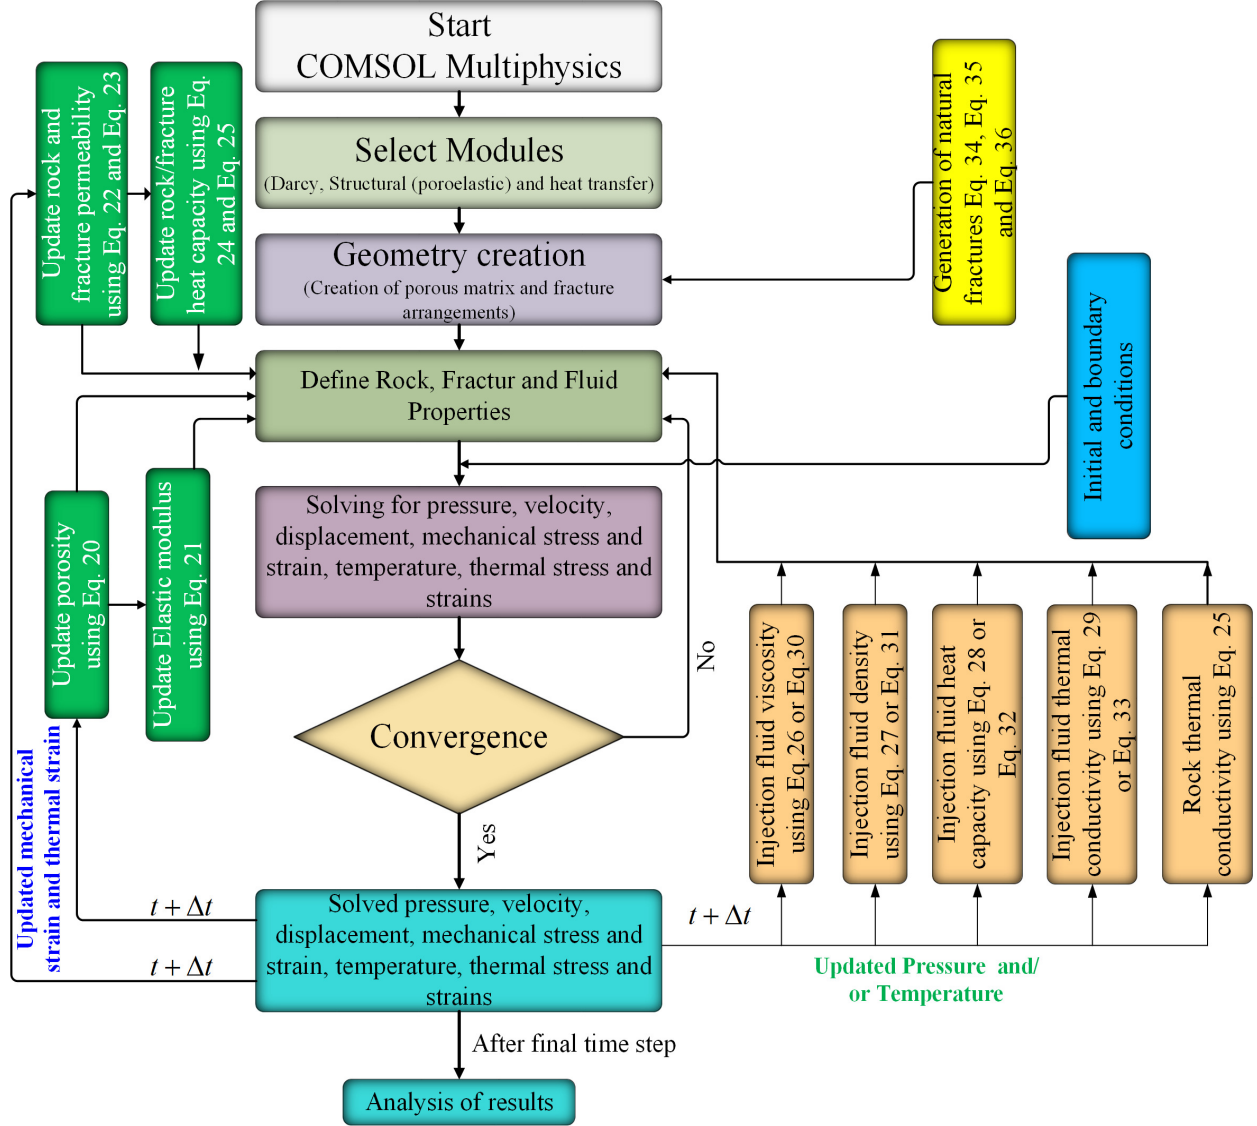 Start
COMSOL Multiphysics
Select Modules
(Darcy, Structural (poroelastic) and heat transfer)
Geometry creation
(Creation of porous matrix and fracture
arrangements)
Define Rock, Fractur and Fluid
Properties
Solving for pressure, velocity,
displacement, mechanical stress and
strain, temperature, thermal stress and
strains
Convergence
No
Yes
Solved pressure, velocity,
displacement, mechanical stress and
strain, temperature, thermal stress and
strains
After final time step
Analysis of results
Update rock and
fracture permeability
using Eq. 22 and Eq. 23
Update rock/fracture
heat capacity using Eq.
24 and Eq. 25
Update porosity
using Eq. 20
Update Elastic modulus
using Eq. 21
Updated mechanical
strain and thermal strain
t + Δt
t + Δt
Generation of natural
fractures Eq. 34, Eq. 35
and Eq. 36
Initial and boundary
conditions
Injection fluid viscosity
using Eq.26 or Eq.30
Injection fluid density
using Eq. 27 or Eq. 31
Injection fluid heat
capacity using Eq. 28 or
Eq. 32
Injection fluid thermal
conductivity using Eq. 29
or Eq. 33
Rock thermal
conductivity using Eq. 25
t + Δt
Updated Pressure and/
or Temperature